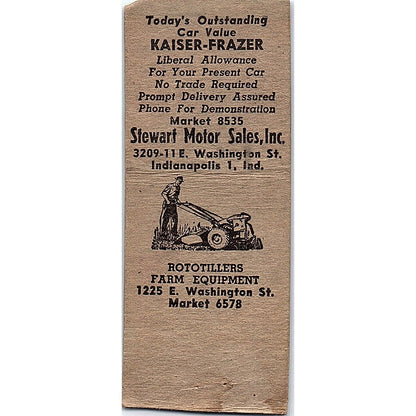 Today's Outstanding
Car Value
KAISER-FRAZER
Liberal Allowance
For Your Present Car
No Trade Required
Prompt Delivery Assured
Phone For Demonstration
Market 8535
Stewart Motor Sales, Inc.
3209-11 E. Washington St.
Indianapolis 1, Ind.
ROTOTILLERS
FARM EQUIPMENT
1225 E. Washington St.
Market 6578